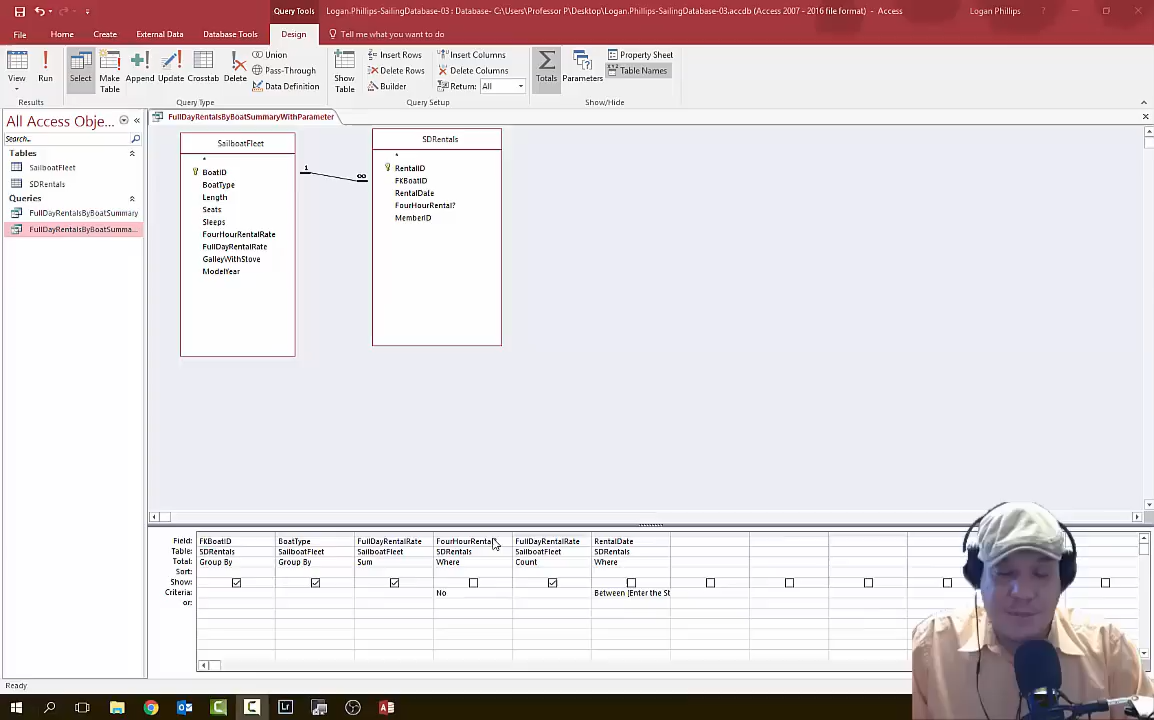 Query Tools
Logan.Phillips-SailingDatabase-03 : Database- C:\Users\Professor P\Desktop\Logan.Phillips-SailingDatabase-03.accdb (Access 2007 - 2016 file format) - Access
Logan Phillips
?
File Home Create External Data Database Tools Design Tell me what you want to do
View Run Select Make Table Append Update Crosstab Delete
Union
Pass-Through
Data Definition
Show Table
Insert Rows
Delete Rows
Builder
Insert Columns
Delete Columns
Return: All
Totals Parameters
Property Sheet
Table Names
Results Query Type Query Setup Show/Hide
All Access Obje...
Search...
Tables
SailboatFleet
SDRentals
Queries
FullDayRentalsByBoatSummary
FullDayRentalsByBoatSumma...
FullDayRentalsByBoatSummaryWithParameter
SailboatFleet
*
BoatID
BoatType
Length
Seats
Sleeps
FourHourRentalRate
FullDayRentalRate
GalleyWithStove
ModelYear
1 ∞
SDRentals
*
RentalID
FKBoatID
RentalDate
FourHourRental?
MemberID
Field: FKBoatID BoatType FullDayRentalRate FourHourRental FullDayRentalRate RentalDate
Table: SDRentals SailboatFleet SailboatFleet SDRentals SailboatFleet SDRentals
Total: Group By Group By Sum Where Count Where
Sort:
Show:
Criteria: No Between [Enter the St
or:
Ready